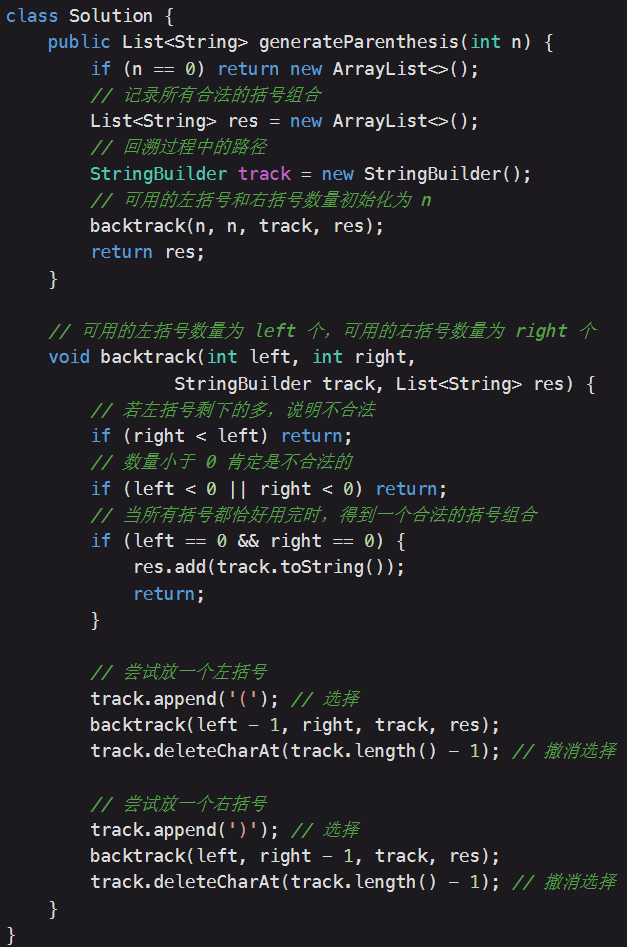 class Solution {
    public List<String> generateParenthesis(int n) {
        if (n == 0) return new ArrayList<>();
        // 记录所有合法的括号组合
        List<String> res = new ArrayList<>();
        // 回溯过程中的路径
        StringBuilder track = new StringBuilder();
        // 可用的左括号和右括号数量初始化为 n
        backtrack(n, n, track, res);
        return res;
    }

    // 可用的左括号数量为 left 个，可用的右括号数量为 right 个
    void backtrack(int left, int right,
                StringBuilder track, List<String> res) {
        // 若左括号剩下的多，说明不合法
        if (right < left) return;
        // 数量小于 0 肯定是不合法的
        if (left < 0 || right < 0) return;
        // 当所有括号都恰好用完时，得到一个合法的括号组合
        if (left == 0 && right == 0) {
            res.add(track.toString());
            return;
        }

        // 尝试放一个左括号
        track.append('('); // 选择
        backtrack(left - 1, right, track, res);
        track.deleteCharAt(track.length() - 1); // 撤消选择

        // 尝试放一个右括号
        track.append(')'); // 选择
        backtrack(left, right - 1, track, res);
        track.deleteCharAt(track.length() - 1); // 撤消选择
    }
}